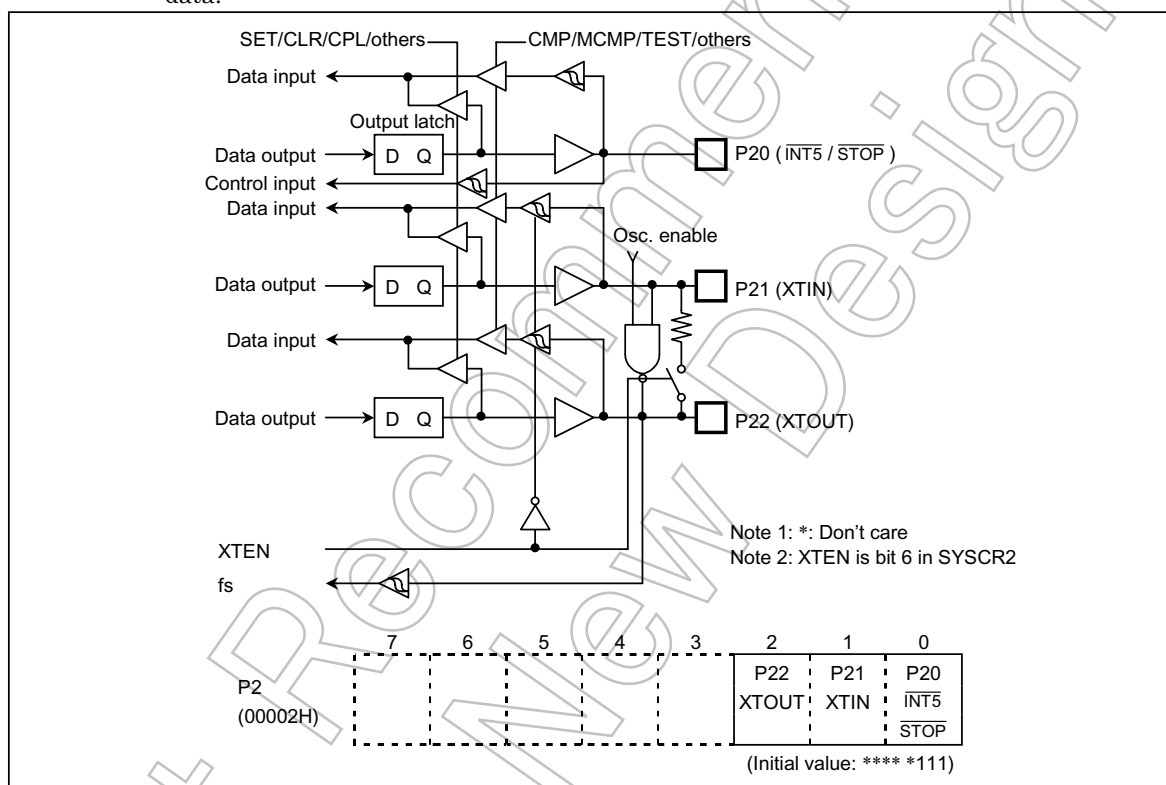 data.
SET/CLR/CPL/others
CMP/MCMP/TEST/others
Data input
Output latch
Data output
D Q
P20 (INT5 / STOP)
Control input
Data input
Osc. enable
Data output
D Q
P21 (XTIN)
Data input
Data output
D Q
P22 (XTOUT)
XTEN
Note 1: *: Don't care
Note 2: XTEN is bit 6 in SYSCR2
fs
7 6 5 4 3 2 1 0
P2
(00002H)
P22
XTOUT
P21
XTIN
P20
INT5
STOP
(Initial value: **** *111)
Recommen
New Design